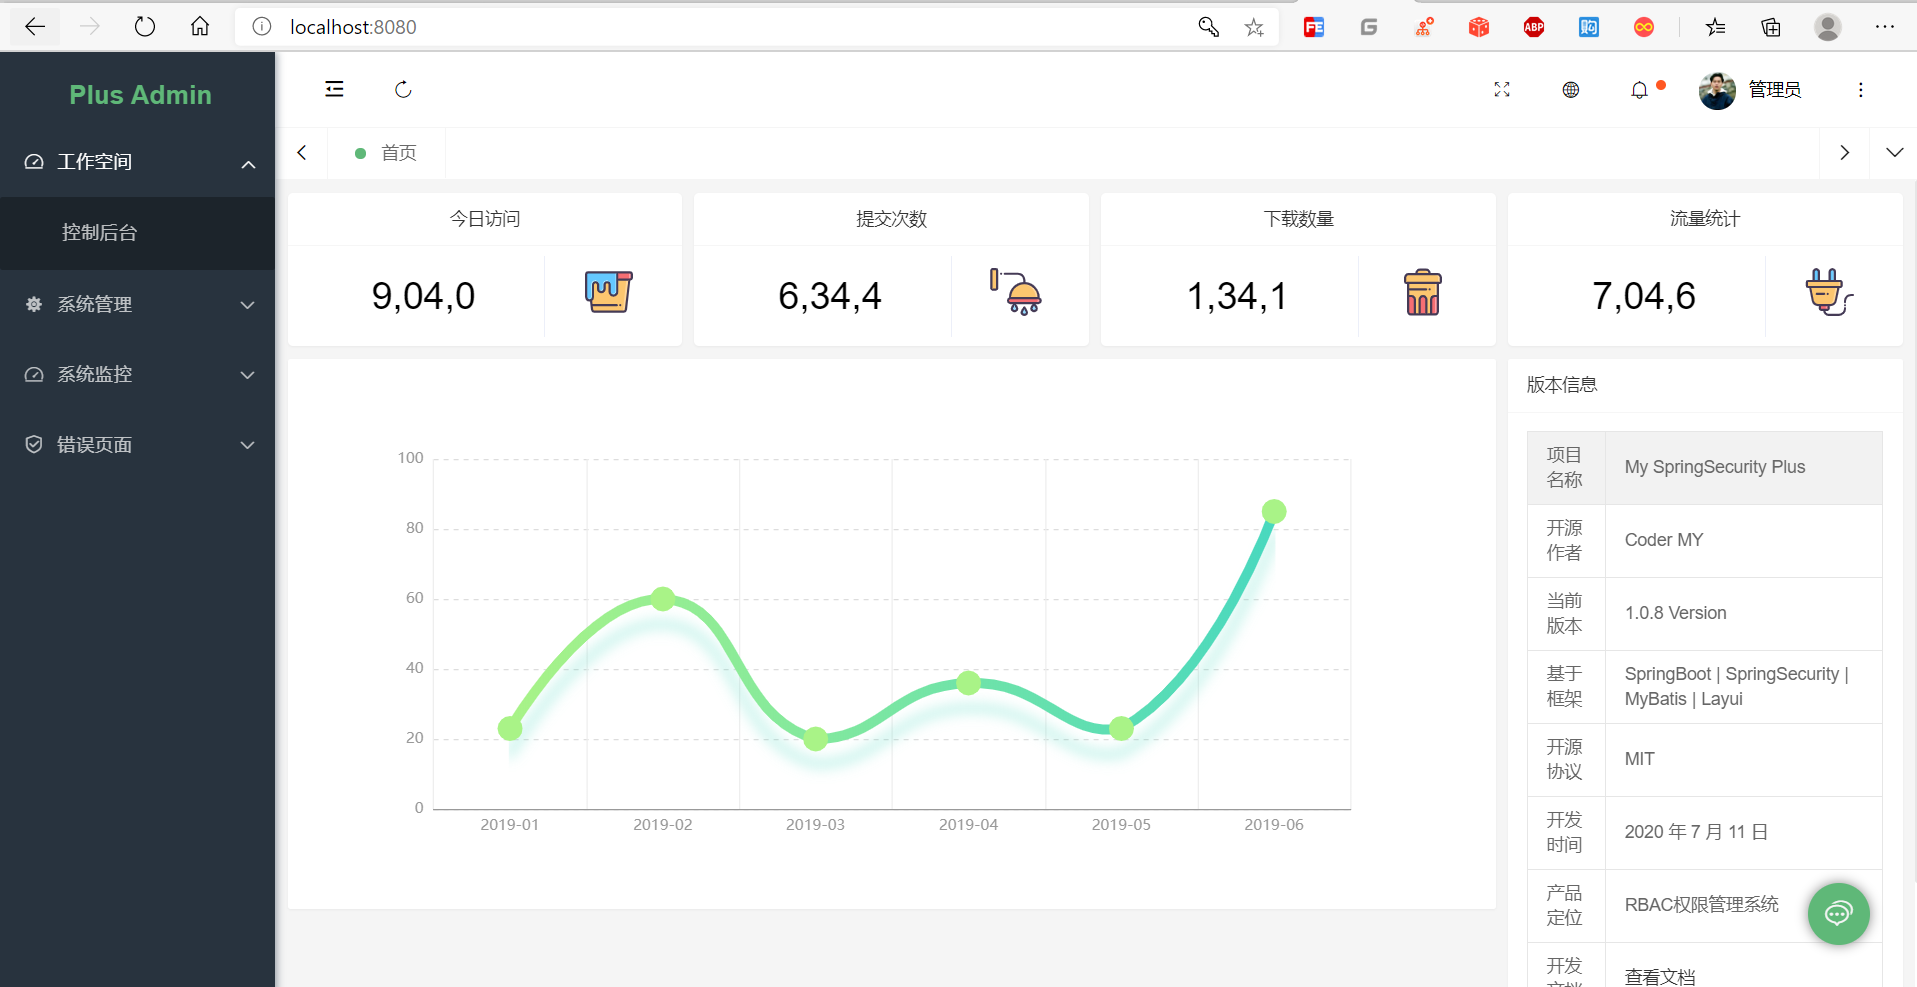 localhost:8080
FE
G
ABP
购
Plus Admin
管理员
工作空间
首页
控制后台
系统管理
系统监控
错误页面
今日访问
9,04,0
提交次数
6,34,4
下载数量
1,34,1
流量统计
7,04,6
100
80
60
40
20
0
2019-01
2019-02
2019-03
2019-04
2019-05
2019-06
版本信息
项目
名称
My SpringSecurity Plus
开源
作者
Coder MY
当前
版本
1.0.8 Version
基于
框架
SpringBoot | SpringSecurity |
MyBatis | Layui
开源
协议
MIT
开发
时间
2020 年 7 月 11 日
产品
定位
RBAC权限管理系统
开发
查看文档